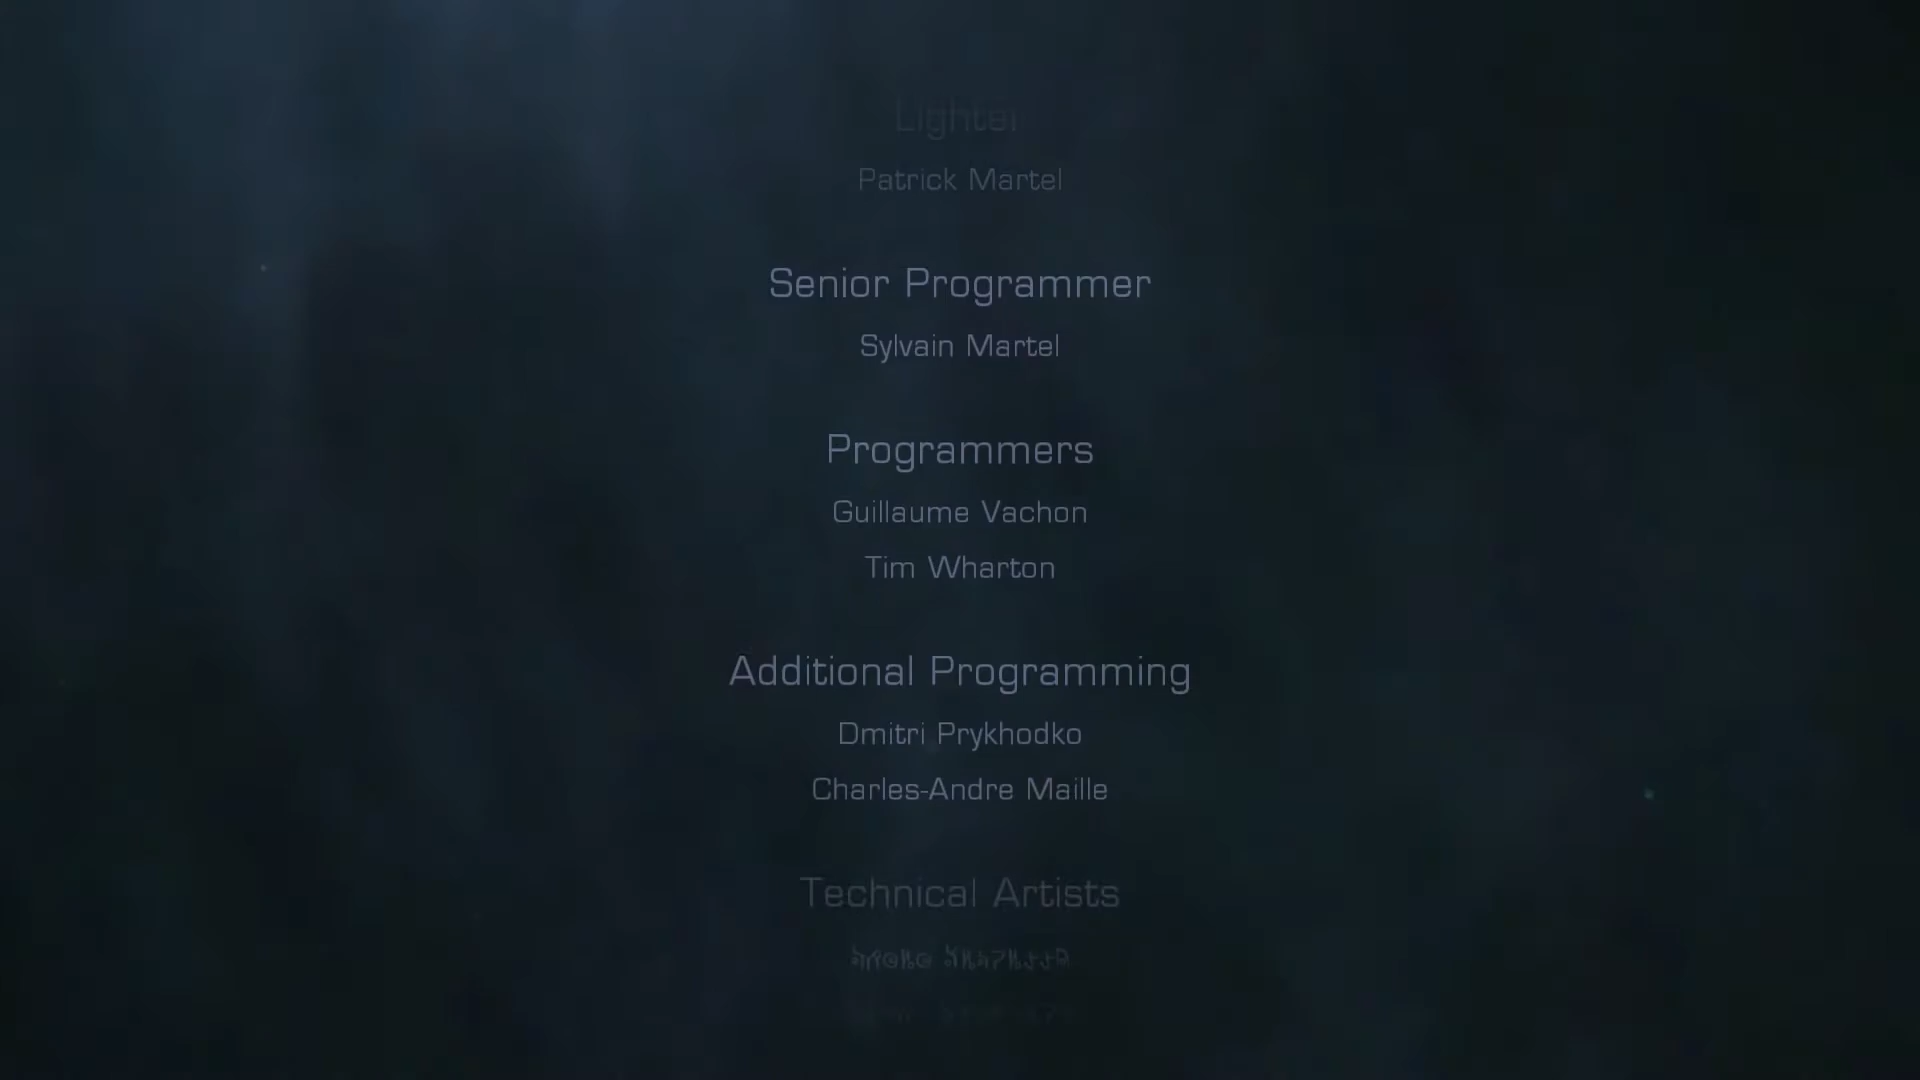 Lighter
Patrick Martel
Senior Programmer
Sylvain Martel
Programmers
Guillaume Vachon
Tim Wharton
Additional Programming
Dmitri Prykhodko
Charles-Andre Maille
Technical Artists